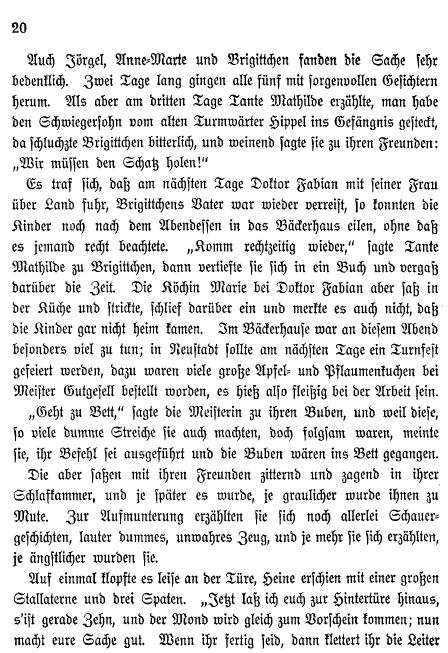 20
Auch Jörgel, Anne-Marte und Brigittchen fanden die Sache sehr
bedenklich. Zwei Tage lang gingen alle fünf mit sorgenvollen Gesichtern
herum. Als aber am dritten Tage Tante Mathilde erzählte, man habe
den Schwiegersohn vom alten Turmwärter Hippel ins Gefängnis gesteckt,
da schluchzte Brigittchen bitterlich, und weinend sagte sie zu ihren Freunden:
„Wir müssen den Schatz holen!“
Es traf sich, daß am nächsten Tage Doktor Fabian mit seiner Frau
über Land fuhr, Brigittchens Vater war wieder verreist, so konnten die
Kinder noch nach dem Abendessen in das Bäckerhaus eilen, ohne daß
es jemand recht beachtete. „Komm rechtzeitig wieder,“ sagte Tante
Mathilde zu Brigittchen, dann vertiefte sie sich in ein Buch und vergaß
darüber die Zeit. Die Köchin Marie bei Doktor Fabian aber saß in
der Küche und strickte, schlief darüber ein und merkte es auch nicht, daß
die Kinder gar nicht heim kamen. Im Bäckerhause war an diesem Abend
besonders viel zu tun; in Neustadt sollte am nächsten Tage ein Turnfest
gefeiert werden, dazu waren viele große Apfel- und Pflaumenkuchen bei
Meister Gutgesell bestellt worden, es hieß also fleißig bei der Arbeit sein.
„Geht zu Bett,“ sagte die Meisterin zu ihren Buben, und weil diese,
so viele dumme Streiche sie auch machten, doch folgsam waren, meinte
sie, ihr Befehl sei ausgeführt und die Buben wären ins Bett gegangen.
Die aber saßen mit ihren Freunden zitternd und zagend in ihrer
Schlafkammer, und je später es wurde, je graulicher wurde ihnen zu
Mute. Zur Aufmunterung erzählten sie sich noch allerlei Schauer-
geschichten, lauter dummes, unwahres Zeug, und je mehr sie sich erzählten,
je ängstlicher wurden sie.
Auf einmal klopfte es leise an der Türe, Heine erschien mit einer großen
Stallaterne und drei Spaten. „Jetzt laß ich euch zur Hintertüre hinaus,
s'ist gerade Zehn, und der Mond wird gleich zum Vorschein kommen; nun
macht eure Sache gut. Wenn ihr fertig seid, dann klettert ihr die Leiter